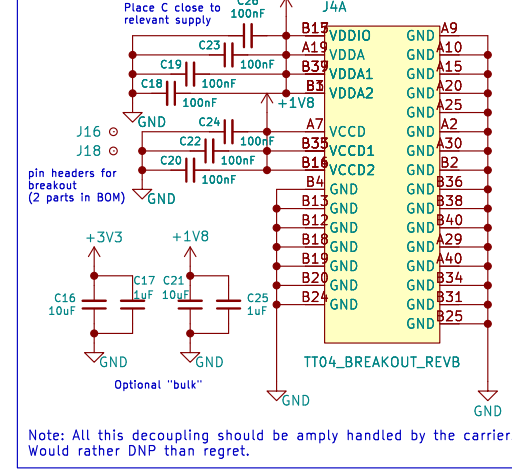 Place C close to
relevant supply
C26
100nF
J4A
B15 VDDIO GND A9
C23
100nF
A19 VDDA GND A10
C19
100nF
B39 VDDA1 GND A15
C18
100nF
VDDA2 GND A20
GND
+1V8
GND A25
J16
J18
C24
100nF
A7 VCCD GND A2
C22
100nF
B35 VCCD1 GND A30
C20
100nF
B16 VCCD2 GND B2
GND
pin headers for
breakout
(2 parts in BOM)
B4 GND GND B36
B13 GND GND B38
B12 GND GND B40
B18 GND GND A29
B19 GND GND A40
B20 GND GND B34
B24 GND GND B31
GND B25
+3V3
+1V8
C16
10uF
C17
1uF
C21
10uF
C25
1uF
GND
GND
TT04_BREAKOUT_REVB
Optional "bulk"
GND
GND
Note: All this decoupling should be amply handled by the carrier
Would rather DNP than regret.